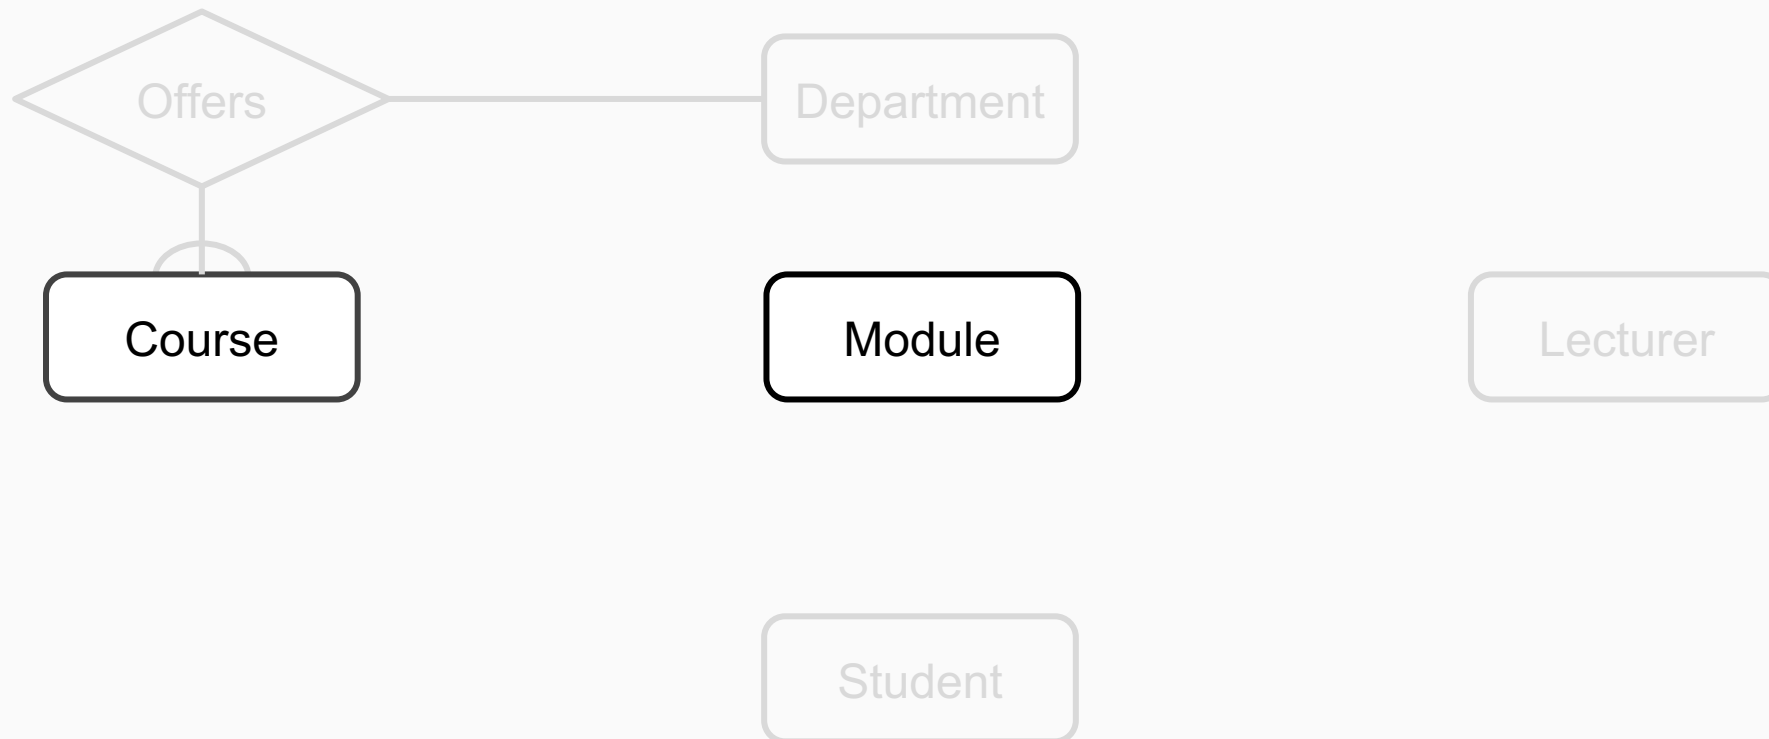 Offers
Department
Course
Module
Lecturer
Student